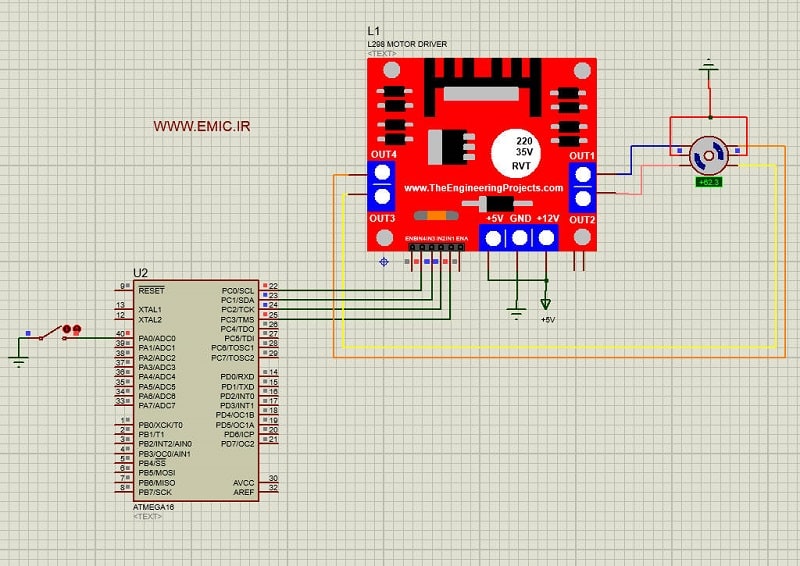 L1
L298 MOTOR DRIVER
<TEXT>
WWW.EMIC.IR
220
35V
RVT
OUT4
OUT1
www.TheEngineeringProjects.com
OUT3
+5V GND +12V
OUT2
ENB IN4 IN3 IN2 IN1 ENA
+62.3
+5V
U2
9 RESET
13 XTAL1
12 XTAL2
40 PA0/ADC0
39 PA1/ADC1
38 PA2/ADC2
37 PA3/ADC3
36 PA4/ADC4
35 PA5/ADC5
34 PA6/ADC6
33 PA7/ADC7
1 PB0/XCK/T0
2 PB1/T1
3 PB2/INT2/AIN0
4 PB3/OC0/AIN1
5 PB4/SS
6 PB5/MOSI
7 PB6/MISO
8 PB7/SCK
PC0/SCL 22
PC1/SDA 23
PC2/TCK 24
PC3/TMS 25
PC4/TDO 26
PC5/TDI 27
PC6/TOSC1 28
PC7/TOSC2 29
PD0/RXD 14
PD1/TXD 15
PD2/INT0 16
PD3/INT1 17
PD4/OC1B 18
PD5/OC1A 19
PD6/ICP 20
PD7/OC2 21
AVCC 30
AREF 32
ATMEGA16
<TEXT>